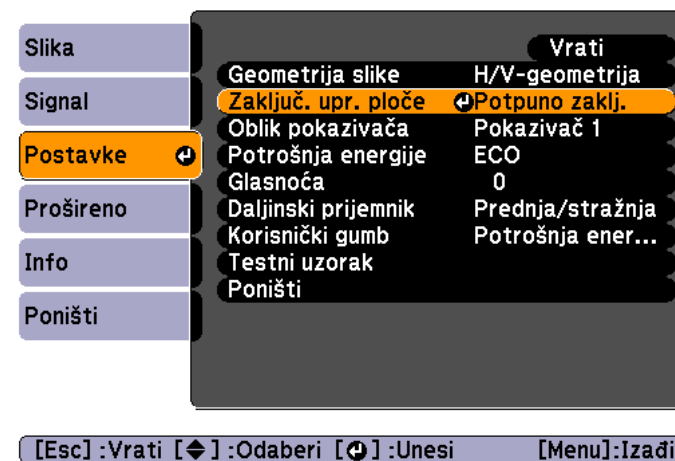 Slika
Signal
Postavke
Prošireno
Info
Poništi
Vrati
Geometrija slike H/V-geometrija
Zaključ. upr. ploče Potpuno zaklj.
Oblik pokazivača Pokazivač 1
Potrošnja energije ECO
Glasnoća 0
Daljinski prijemnik Prednja/stražnja
Korisnički gumb Potrošnja ener...
Testni uzorak
Poništi
[Esc] :Vrati [◆] :Odaberi [⏎] :Unesi [Menu]:Izađi